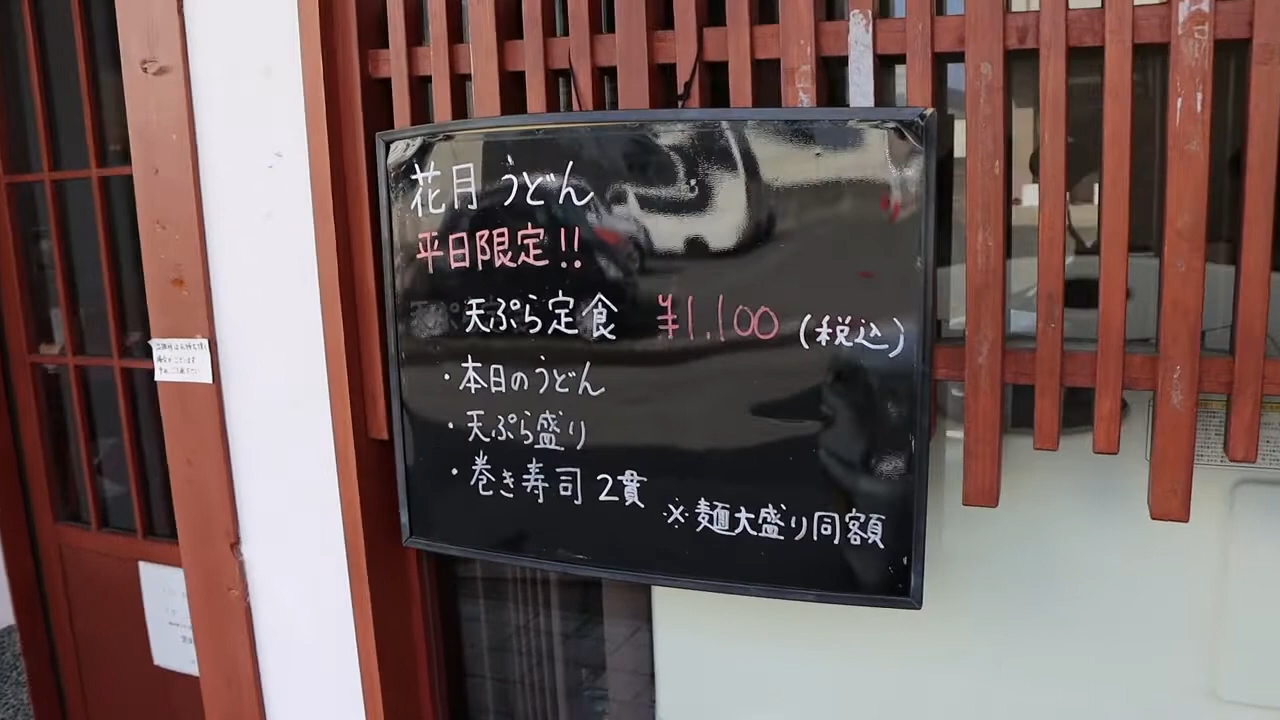 花月 うどん
平日限定!!
天ぷら定食 ¥1,100 (税込)
・本日のうどん
・天ぷら盛り
・巻き寿司 2貫
※麺大盛り同額